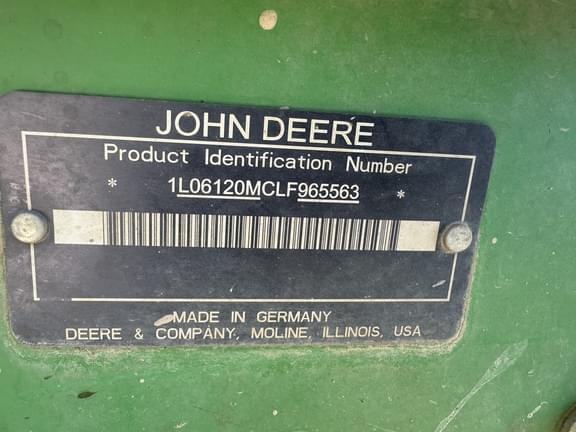 JOHN DEERE
Product Identification Number
* 1L06120MCLF965563 *
MADE IN GERMANY
DEERE & COMPANY, MOLINE, ILLINOIS, USA